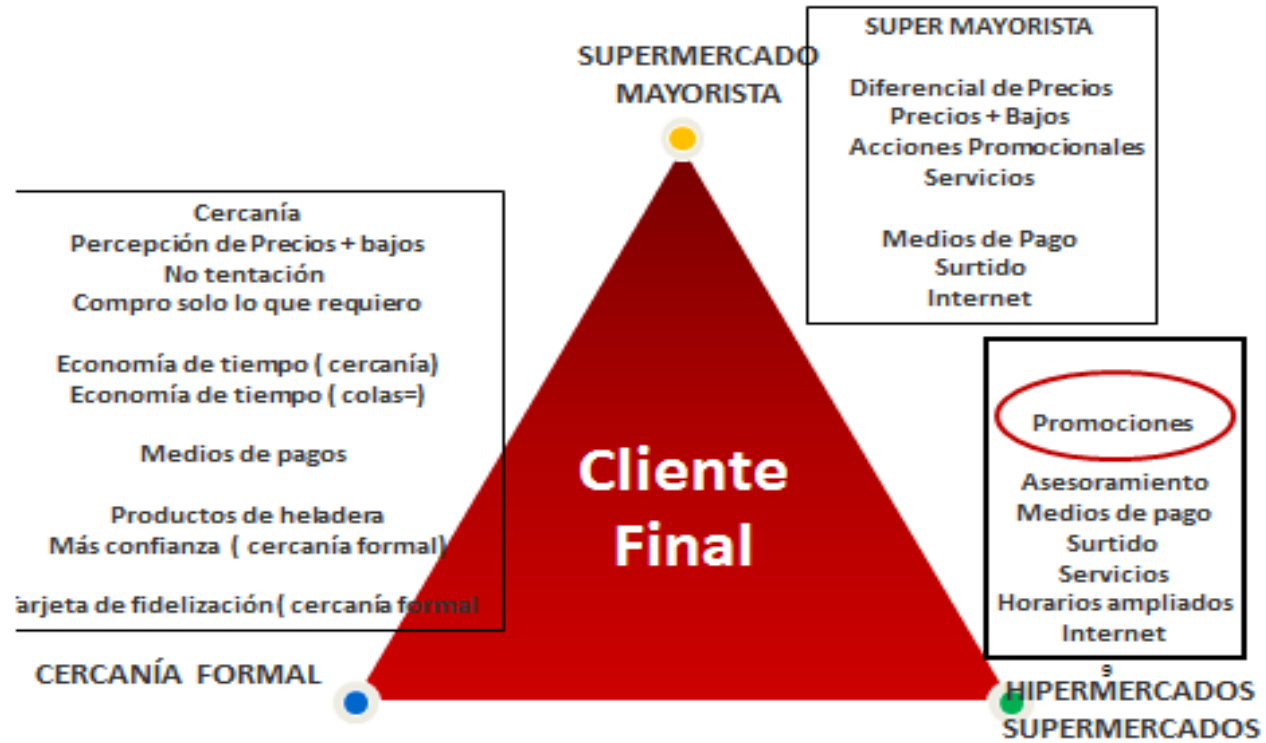 SUPERMERCADO
MAYORISTA
SUPER MAYORISTA
Diferencial de Precios
Precios + Bajos
Acciones Promocionales
Servicios
Medios de Pago
Surtido
Internet
Cercanía
Percepción de Precios + bajos
No tentación
Compro solo lo que requiero
Economía de tiempo ( cercanía)
Economía de tiempo ( colas=)
Medios de pagos
Productos de heladera
Más confianza ( cercanía formal)
arjeta de fidelización ( cercanía formal
Cliente
Final
Promociones
Asesoramiento
Medios de pago
Surtido
Servicios
Horarios ampliados
Internet
CERCANÍA FORMAL
9
HIPERMERCADOS
SUPERMERCADOS